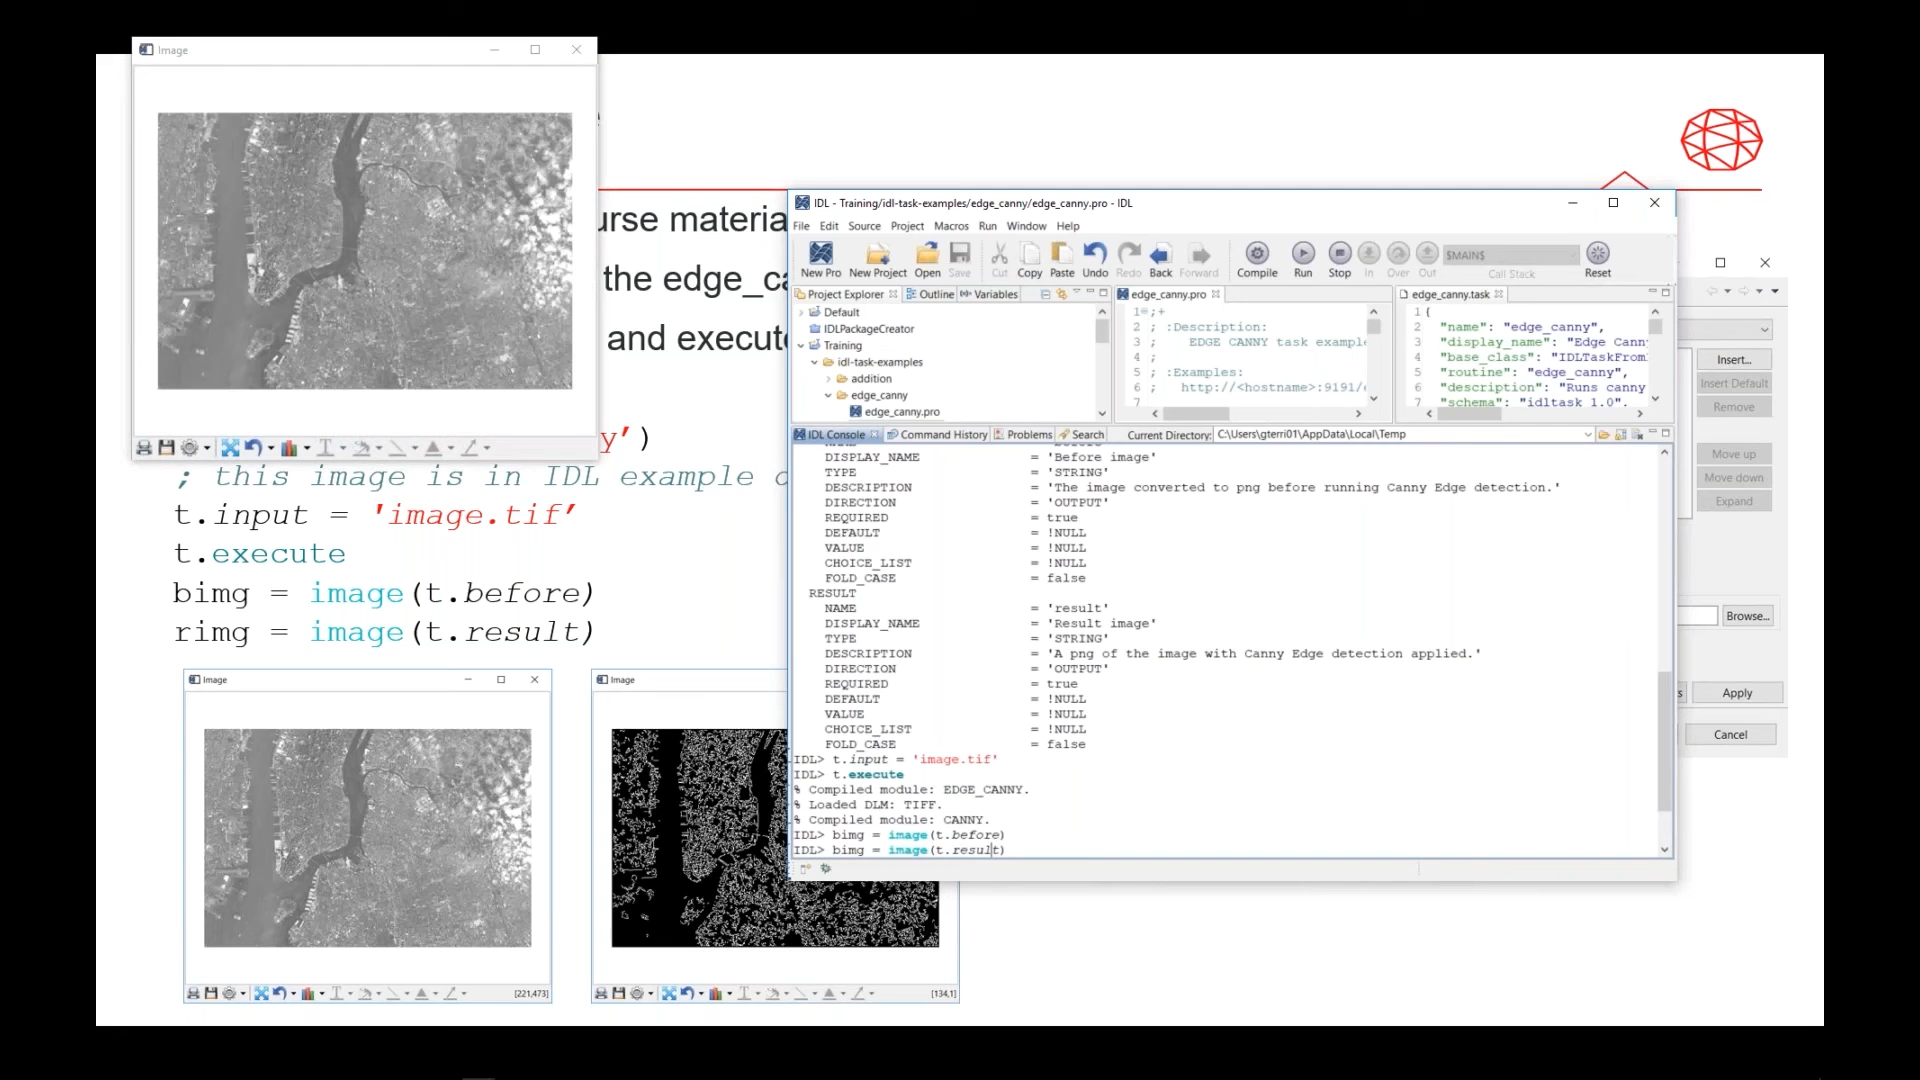 Image
urse materia
the edge_ca
and execute
y’)
; this image is in IDL example
t.input = 'image.tif’
t.execute
bimg = image(t.before)
rimg = image(t.result)
Image
[221,473]
Image
[134,1]
IDL - Training/idl-task-examples/edge_canny/edge_canny.pro - IDL
File Edit Source Project Macros Run Window Help
New Pro New Project Open Save Cut Copy Paste Undo Redo Back Forward Compile Run Stop In Over Out Call Stack Reset
$MAIN$
Project Explorer Outline Variables
Default
IDLPackageCreator
Training
idl-task-examples
addition
edge_canny
edge_canny.pro
edge_canny.pro
1 ;+
2 ; :Description:
3 ; EDGE CANNY task example
4 ;
5 ; :Examples:
6 ; http://<hostname>:9191/
7
edge_canny.task
1 {
2 "name": "edge_canny",
3 "display_name": "Edge Cann
4 "base_class": "IDLTaskFrom
5 "routine": "edge_canny",
6 "description": "Runs canny
7 "schema": "idltask_1.0",
IDL Console Command History Problems Search Current Directory: C:\Users\gterri01\AppData\Local\Temp
DISPLAY_NAME = 'Before image'
TYPE = 'STRING'
DESCRIPTION = 'The image converted to png before running Canny Edge detection.'
DIRECTION = 'OUTPUT'
REQUIRED = true
DEFAULT = !NULL
VALUE = !NULL
CHOICE_LIST = !NULL
FOLD_CASE = false
RESULT
NAME = 'result'
DISPLAY_NAME = 'Result image'
TYPE = 'STRING'
DESCRIPTION = 'A png of the image with Canny Edge detection applied.'
DIRECTION = 'OUTPUT'
REQUIRED = true
DEFAULT = !NULL
VALUE = !NULL
CHOICE_LIST = !NULL
FOLD_CASE = false
IDL> t.input = 'image.tif'
IDL> t.execute
% Compiled module: EDGE_CANNY.
% Loaded DLM: TIFF.
% Compiled module: CANNY.
IDL> bimg = image(t.before)
IDL> bimg = image(t.result)
Insert...
Insert Default
Remove
Move up
Move down
Expand
Browse...
Apply
Cancel